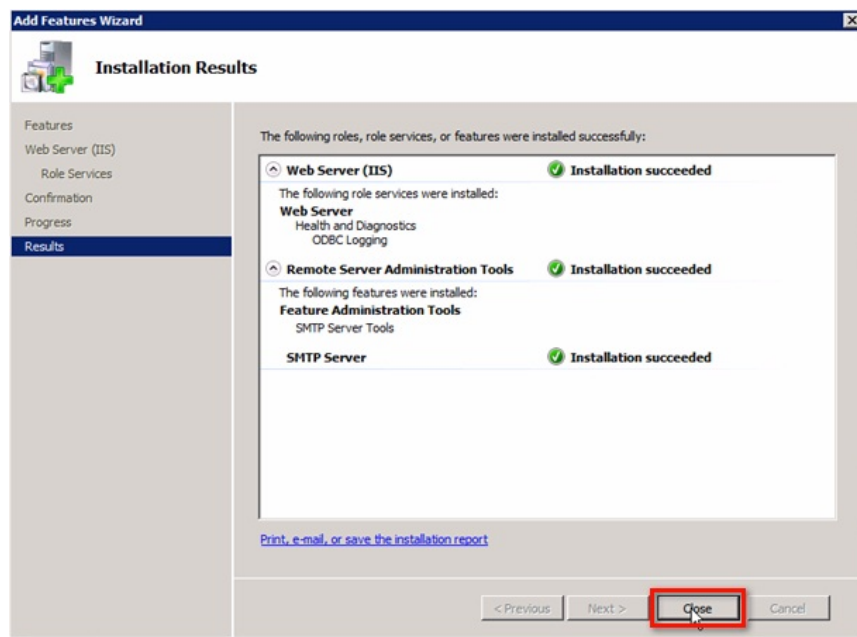 Add Features Wizard
Installation Results
Features
Web Server (IIS)
Role Services
Confirmation
Progress
Results
The following roles, role services, or features were installed successfully:
Web Server (IIS) Installation succeeded
The following role services were installed:
Web Server
Health and Diagnostics
ODBC Logging
Remote Server Administration Tools Installation succeeded
The following features were installed:
Feature Administration Tools
SMTP Server Tools
SMTP Server Installation succeeded
Print, e-mail, or save the installation report
< Previous Next > Close Cancel